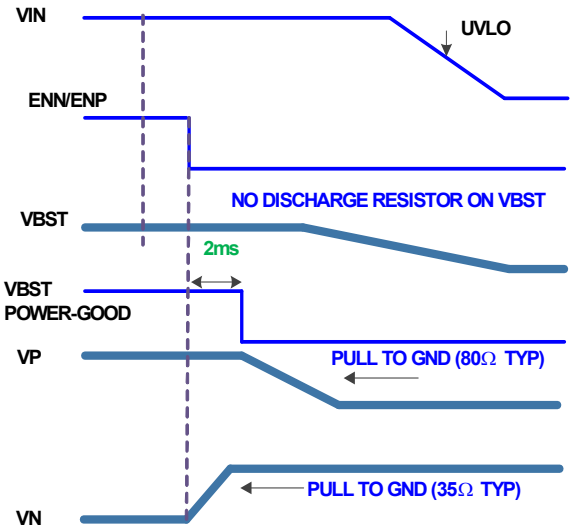 VIN
UVLO
ENN/ENP
NO DISCHARGE RESISTOR ON VBST
VBST
2ms
VBST
POWER-GOOD
VP
PULL TO GND (80Ω TYP)
PULL TO GND (35Ω TYP)
VN